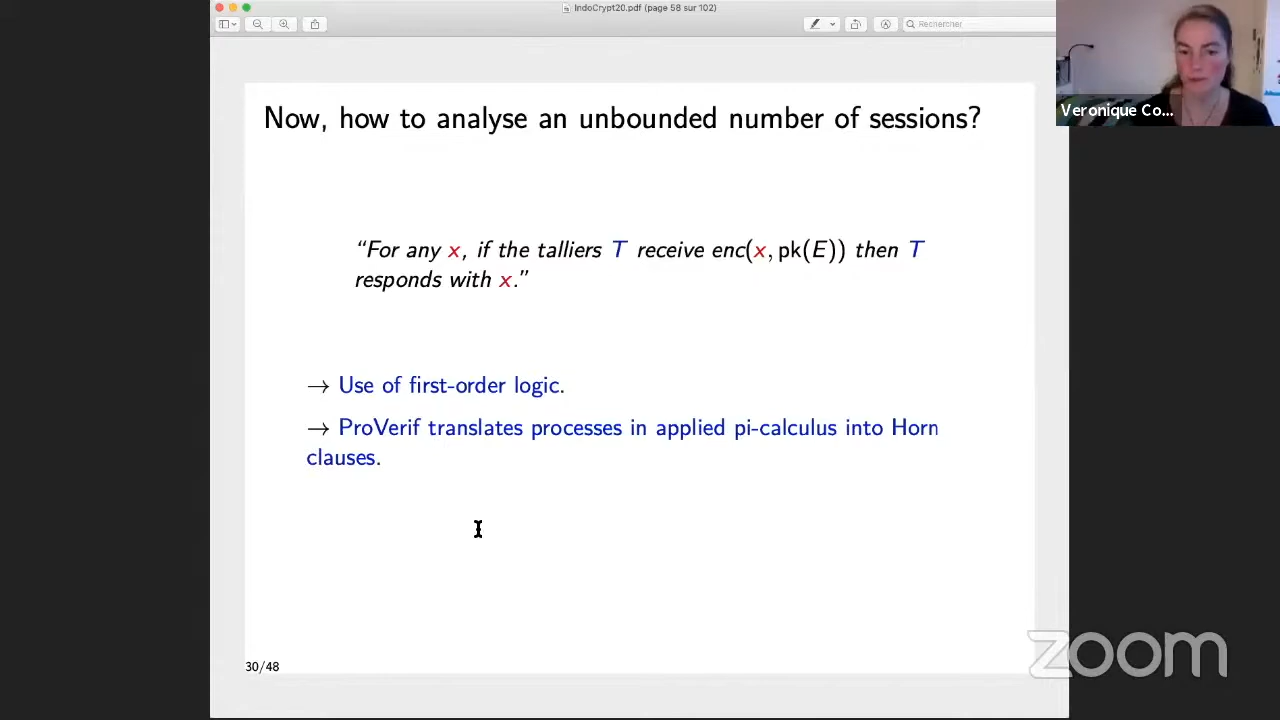 IndoCrypt20.pdf (page 58 sur 102)
Rechercher
Veronique Co...
Now, how to analyse an unbounded number of sessions?
“For any x, if the talliers T receive enc(x, pk(E)) then T
responds with x.”
→ Use of first-order logic.
→ ProVerif translates processes in applied pi-calculus into Horn
clauses.
30/48
zoom